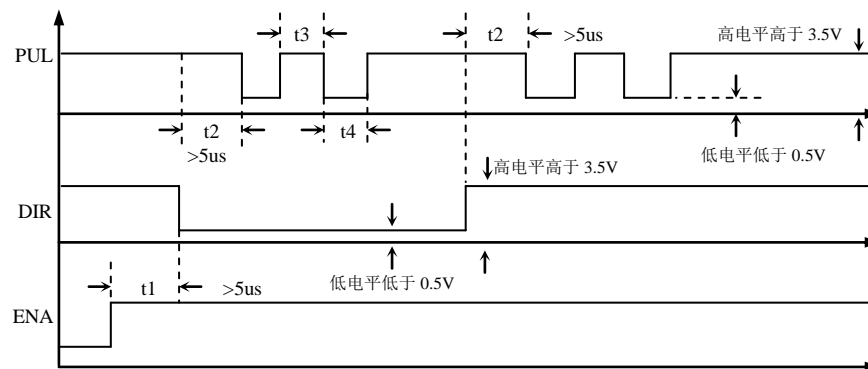 t3
t2
>5us
高电平高于 3.5V
PUL
t2
t4
>5us
低电平低于 0.5V
高电平高于 3.5V
DIR
低电平低于 0.5V
t1
>5us
ENA